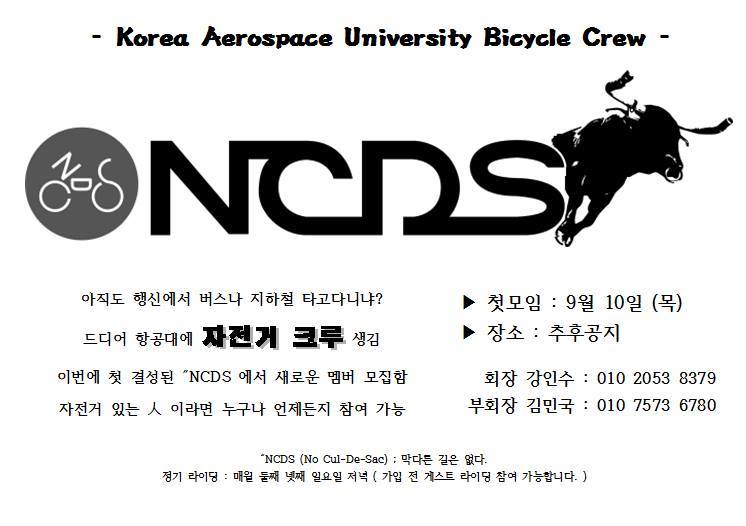 - Korea Aerospace University Bicycle Crew -
NCDS
NCDS
아직도 행신에서 버스나 지하철 타고다니냐?
드디어 항공대에 자전거 크루 생김
이번에 첫 결성된 "NCDS 에서 새로운 멤버 모집함
자전거 있는 人 이라면 누구나 언제든지 참여 가능
▶ 첫모임 : 9월 10일 (목)
▶ 장소 : 추후공지
회장 강인수 : 010 2053 8379
부회장 김민국 : 010 7573 6780
"NCDS (No Cul-De-Sac) ; 막다른 길은 없다.
정기 라이딩 : 매월 둘째 넷째 일요일 저녁 ( 가입 전 게스트 라이딩 참여 가능합니다. )